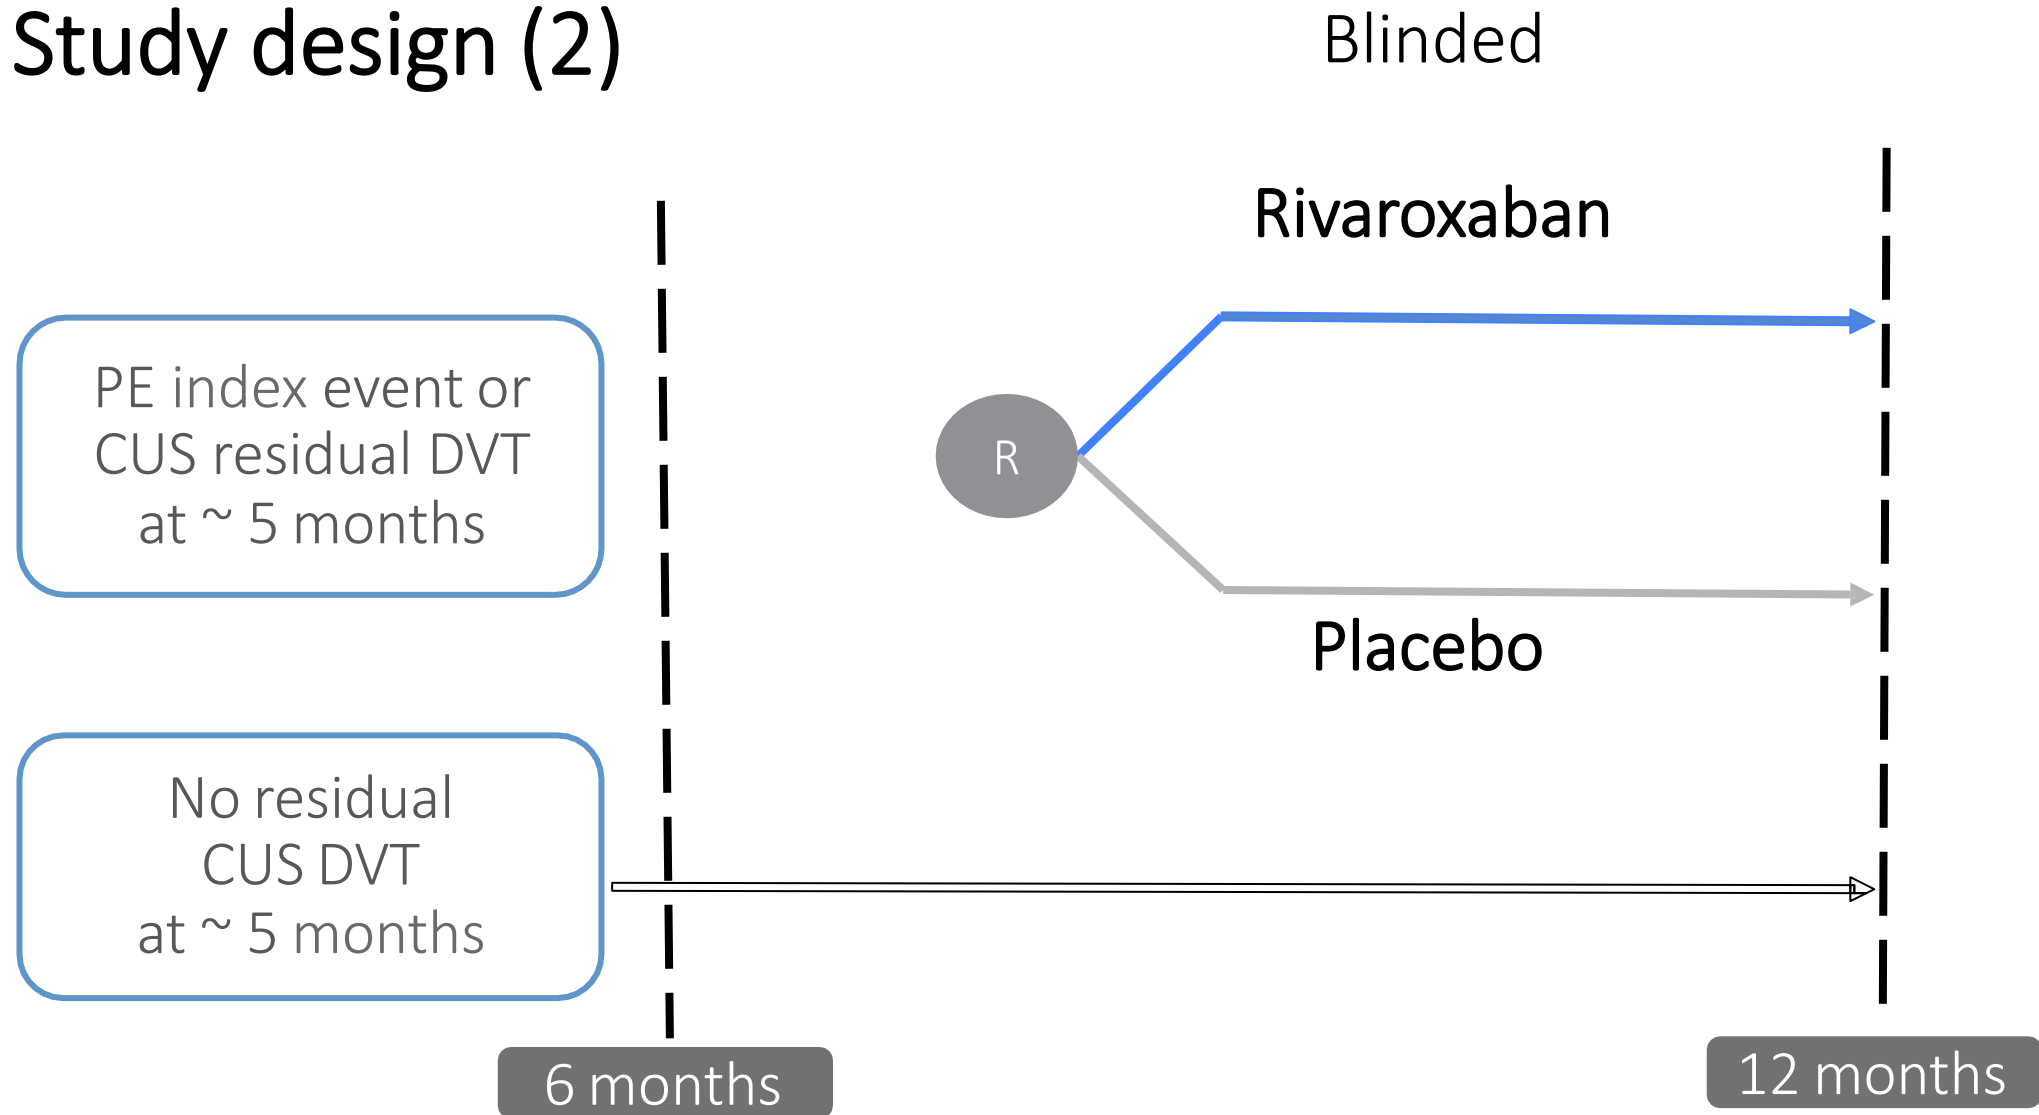 Study design (2)
Blinded
Rivaroxaban
PE index event or
CUS residual DVT
at ~ 5 months
R
Placebo
No residual
CUS DVT
at ~ 5 months
6 months
12 months